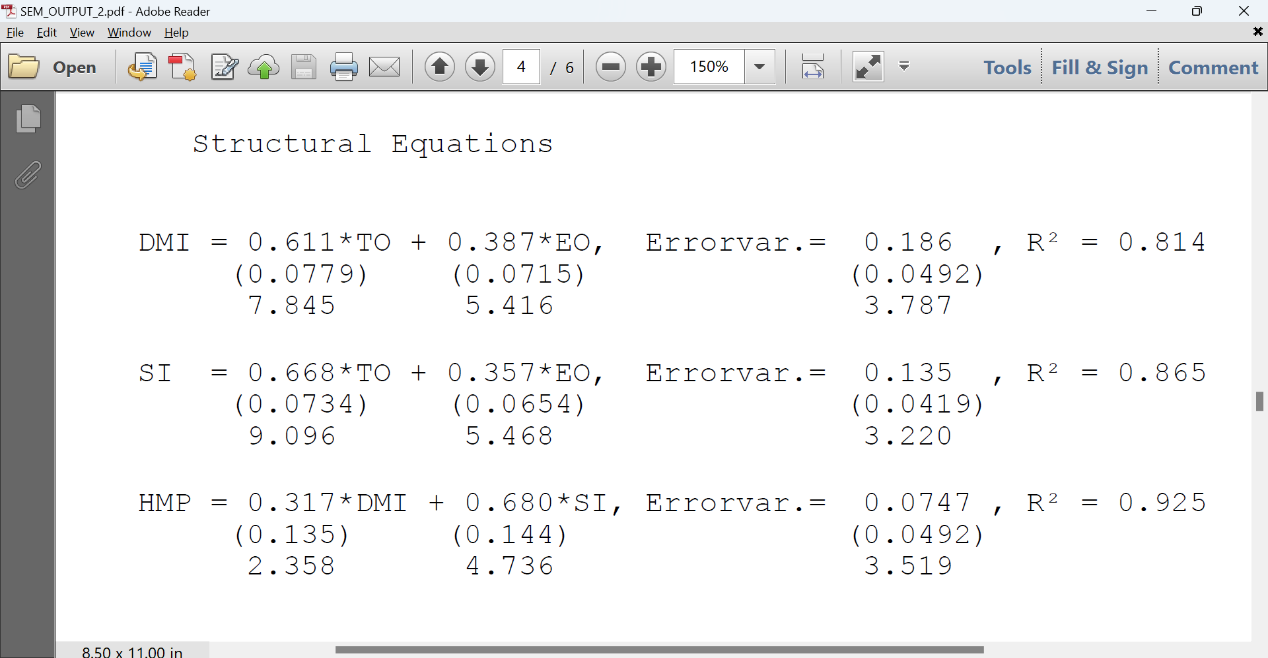 SEM_OUTPUT_2.pdf - Adobe Reader
File Edit View Window Help
Open 4 / 6 150% Tools Fill & Sign Comment
Structural Equations
DMI = 0.611*TO + 0.387*EO, Errorvar.= 0.186 , R² = 0.814
(0.0779) (0.0715) (0.0492)
7.845 5.416 3.787
SI = 0.668*TO + 0.357*EO, Errorvar.= 0.135 , R² = 0.865
(0.0734) (0.0654) (0.0419)
9.096 5.468 3.220
HMP = 0.317*DMI + 0.680*SI, Errorvar.= 0.0747 , R² = 0.925
(0.135) (0.144) (0.0492)
2.358 4.736 3.519
8.50 x 11.00 in